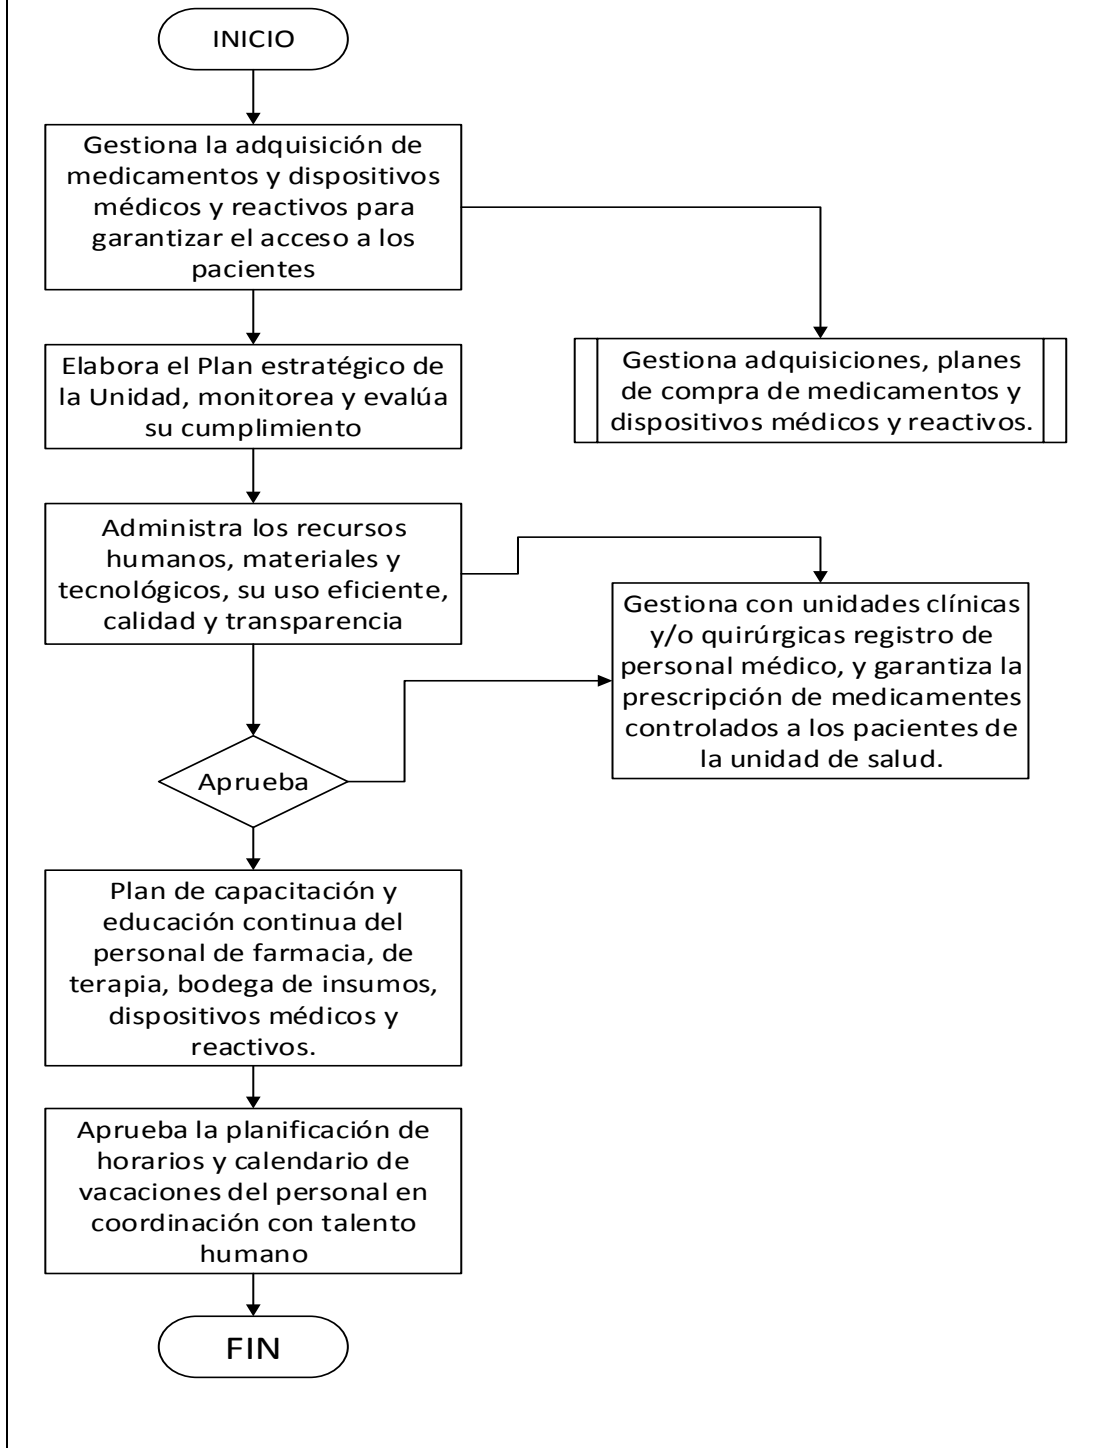 INICIO
Gestiona la adquisición de
medicamentos y dispositivos
médicos y reactivos para
garantizar el acceso a los
pacientes
Elabora el Plan estratégico de
la Unidad, monitorea y evalúa
su cumplimiento
Gestiona adquisiciones, planes
de compra de medicamentos y
dispositivos médicos y reactivos.
Administra los recursos
humanos, materiales y
tecnológicos, su uso eficiente,
calidad y transparencia
Gestiona con unidades clínicas
y/o quirúrgicas registro de
personal médico, y garantiza la
prescripción de medicamentes
controlados a los pacientes de
la unidad de salud.
Aprueba
Plan de capacitación y
educación continua del
personal de farmacia, de
terapia, bodega de insumos,
dispositivos médicos y
reactivos.
Aprueba la planificación de
horarios y calendario de
vacaciones del personal en
coordinación con talento
humano
FIN